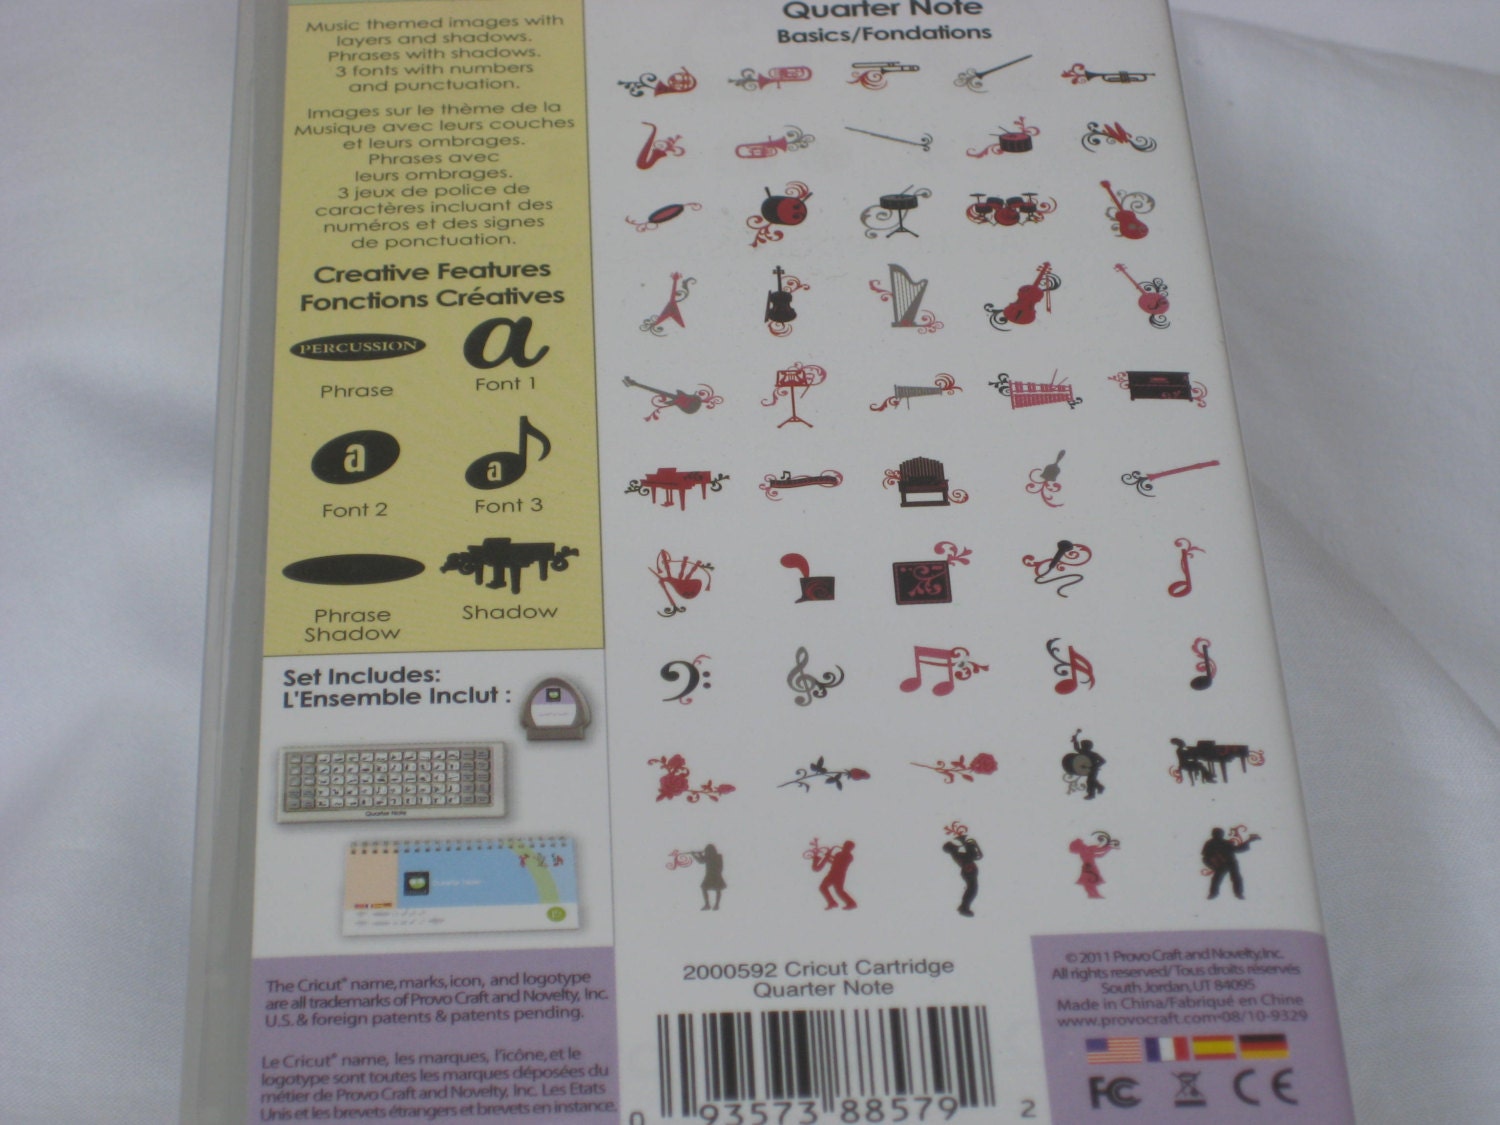 Music themed images with
layers and shadows.
Phrases with shadows.
3 fonts with numbers
and punctuation.
Images sur le thème de la
Musique avec leurs couches
et leurs ombrages.
Phrases avec
leurs ombrages.
3 jeux de police de
caractères incluant des
numéros et des signes
de ponctuation.
Creative Features
Fonctions Créatives
PERCUSSION
Phrase
a
Font 1
a
Font 2
a
Font 3
Phrase
Shadow
Shadow
Set Includes:
L'Ensemble Inclut :
Quarter Note
Quarter Note
The Cricut® name, marks, icon, and logotype
are all trademarks of Provo Craft and Novelty, Inc.
U.S. & foreign patents & patents pending.
Le Cricut® name, les marques, l'icône, et le
logotype sont toutes les marques déposées du
métier de Provo Craft and Novelty, Inc. Les Etats
Unis et les brevets étrangers et brevets en instance.
Quarter Note
Basics/Fondations
2000592 Cricut Cartridge
Quarter Note
0 93573 88579 2
©2011 Provo Craft and Novelty, Inc.
All rights reserved/Tous droits réservés
South Jordan, UT 84095
Made in China/Fabriqué en Chine
www.provocraft.com•08/10-9329
FC CE